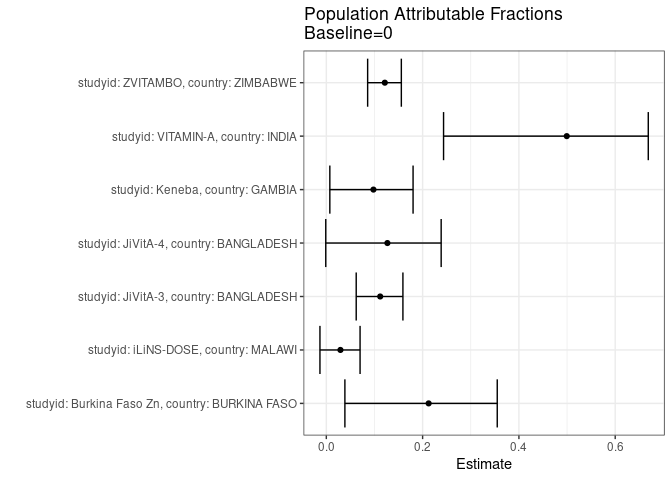 Population Attributable Fractions
Baseline=0
studyid: ZVITAMBO, country: ZIMBABWE
studyid: VITAMIN-A, country: INDIA
studyid: Keneba, country: GAMBIA
studyid: JiVitA-4, country: BANGLADESH
studyid: JiVitA-3, country: BANGLADESH
studyid: iLiNS-DOSE, country: MALAWI
studyid: Burkina Faso Zn, country: BURKINA FASO
0.0 0.2 0.4 0.6
Estimate